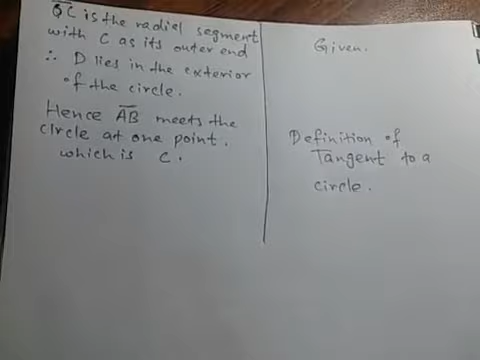 OC is the radial segment
with C as its outer end
∴ D lies in the exterior
of the circle.
Given.
Hence AB meets the
circle at one point.
which is C.
Definition of
Tangent to a
circle.